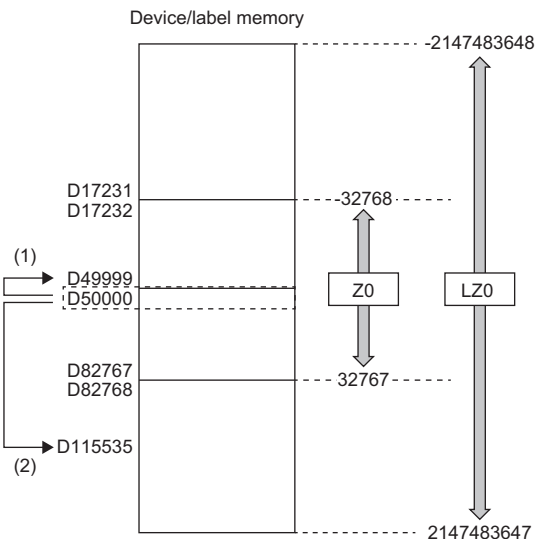 Device/label memory
-2147483648
D17231
D17232
-32768
(1)
D49999
D50000
Z0
LZ0
D82767
D82768
32767
D115535
(2)
2147483647